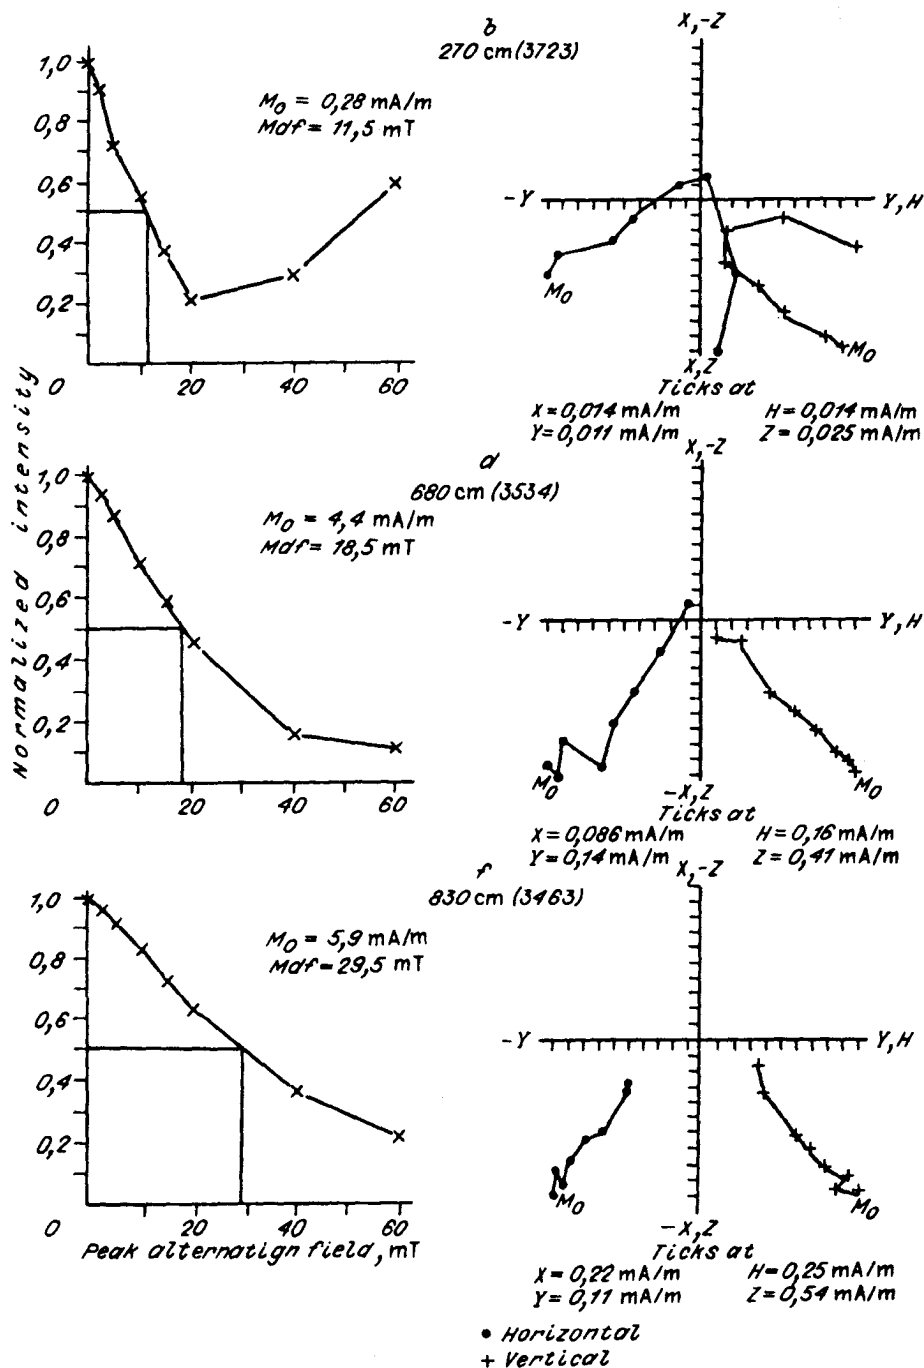 b
270 cm (3723)
X,-Z
1,0
0,8
0,6
0,4
0,2
0
20
40
60
M0 = 0,28 mA/m
Mdf = 11,5 mT
-Y
Y,H
M0
M0
X,Z
Ticks at
X=0,014 mA/m H=0,014 mA/m
Y=0,011 mA/m Z=0,025 mA/m
Normalized intensity
d
680 cm (3534)
X,-Z
1,0
0,8
0,6
0,4
0,2
0
20
40
60
M0 = 4,4 mA/m
Mdf = 18,5 mT
-Y
Y,H
M0
M0
-X,Z
Ticks at
X=0,086 mA/m H=0,16 mA/m
Y=0,14 mA/m Z=0,41 mA/m
f
830 cm (3463)
X,-Z
1,0
0,8
0,6
0,4
0,2
0
20
40
60
M0 = 5,9 mA/m
Mdf = 29,5 mT
-Y
Y,H
M0
M0
-X,Z
Peak alternatign field, mT
Ticks at
X=0,22 mA/m H=0,25 mA/m
Y=0,11 mA/m Z=0,54 mA/m
• Horizontal
+ Vertical